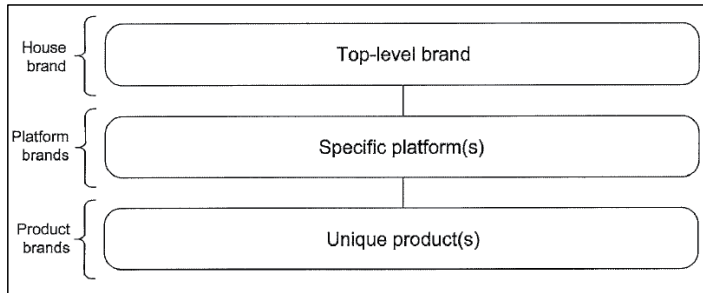 House
brand
Top-level brand
Platform
brands
Specific platform(s)
Product
brands
Unique product(s)